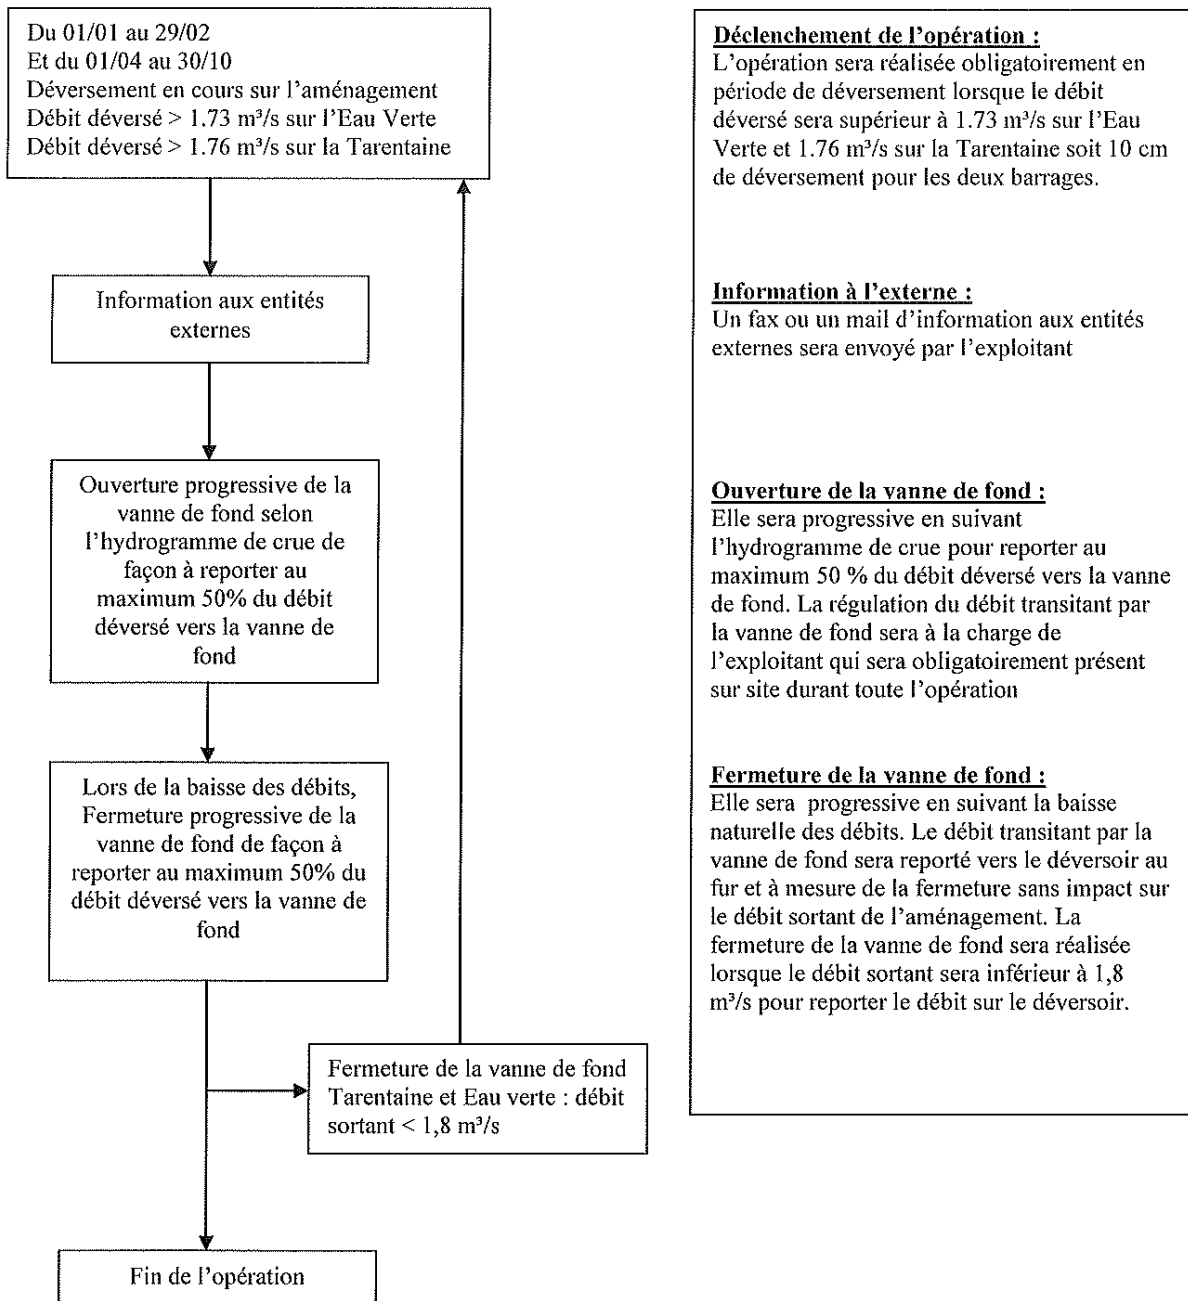 Du 01/01 au 29/02
Et du 01/04 au 30/10
Déversement en cours sur l'aménagement
Débit déversé > 1.73 m³/s sur l'Eau Verte
Débit déversé > 1.76 m³/s sur la Tarentaine
Information aux entités
externes
Ouverture progressive de la
vanne de fond selon
l'hydrogramme de crue de
façon à reporter au
maximum 50% du débit
déversé vers la vanne de
fond
Lors de la baisse des débits,
Fermeture progressive de la
vanne de fond de façon à
reporter au maximum 50% du
débit déversé vers la vanne de
fond
Fermeture de la vanne de fond
Tarentaine et Eau verte : débit
sortant < 1,8 m³/s
Fin de l'opération
Déclenchement de l'opération :
L'opération sera réalisée obligatoirement en
période de déversement lorsque le débit
déversé sera supérieur à 1.73 m³/s sur l'Eau
Verte et 1.76 m³/s sur la Tarentaine soit 10 cm
de déversement pour les deux barrages.
Information à l'externe :
Un fax ou un mail d'information aux entités
externes sera envoyé par l'exploitant
Ouverture de la vanne de fond :
Elle sera progressive en suivant
l'hydrogramme de crue pour reporter au
maximum 50 % du débit déversé vers la vanne
de fond. La régulation du débit transitant par
la vanne de fond sera à la charge de
l'exploitant qui sera obligatoirement présent
sur site durant toute l'opération
Fermeture de la vanne de fond :
Elle sera progressive en suivant la baisse
naturelle des débits. Le débit transitant par la
vanne de fond sera reporté vers le déversoir au
fur et à mesure de la fermeture sans impact sur
le débit sortant de l'aménagement. La
fermeture de la vanne de fond sera réalisée
lorsque le débit sortant sera inférieur à 1,8
m³/s pour reporter le débit sur le déversoir.